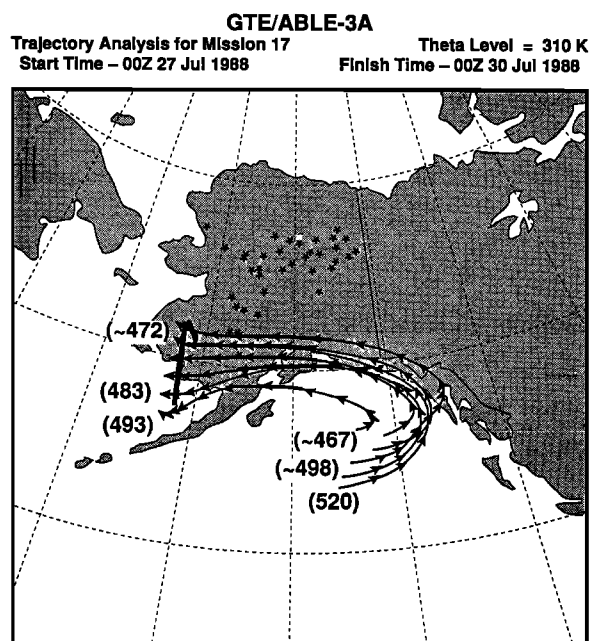 GTE/ABLE-3A
Trajectory Analysis for Mission 17 Theta Level = 310 K
Start Time – 00Z 27 Jul 1988 Finish Time – 00Z 30 Jul 1988
(~472)
(483)
(493)
(~467)
(~498)
(520)